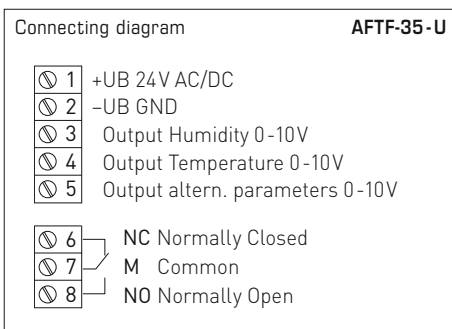 Connecting diagram AFTF-35-U
1 +UB 24V AC/DC
2 –UB GND
3 Output Humidity 0-10V
4 Output Temperature 0-10V
5 Output altern. parameters 0-10V
6 NC Normally Closed
7 M Common
8 NO Normally Open